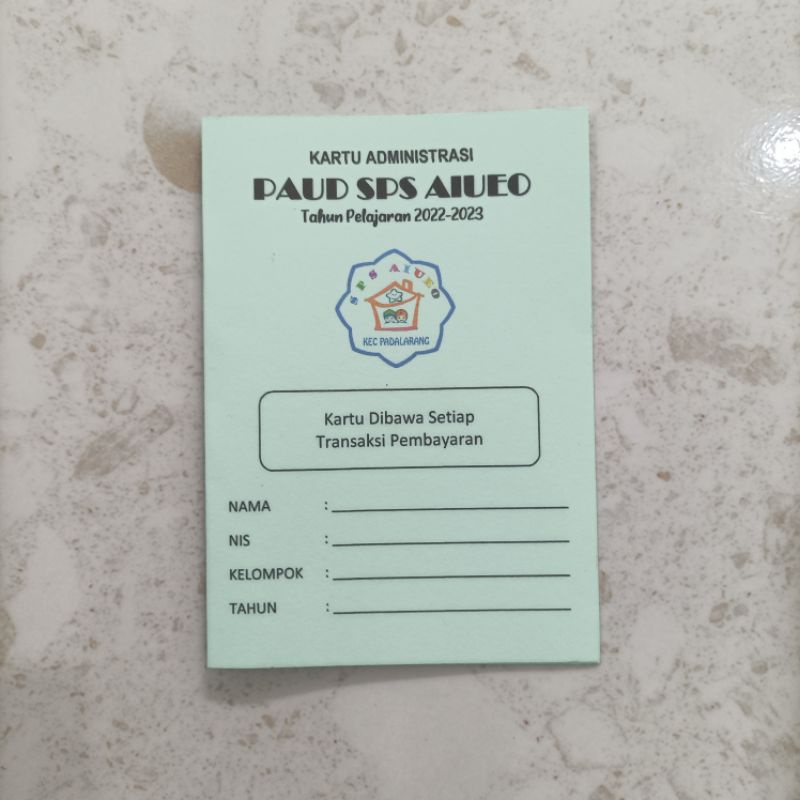 KARTU ADMINISTRASI
PAUD SPS AIUEO
Tahun Pelajaran 2022-2023
SPS AIUEO
KEC PADALARANG
Kartu Dibawa Setiap
Transaksi Pembayaran
NAMA :
NIS :
KELOMPOK :
TAHUN :